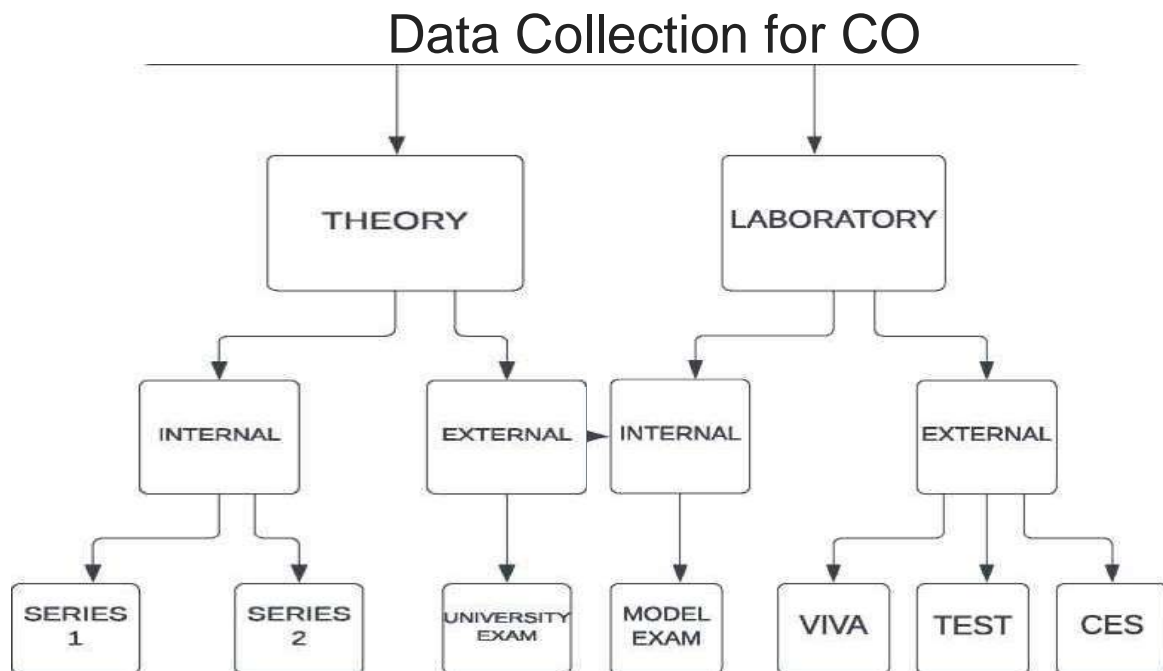 Data Collection for CO
THEORY
LABORATORY
INTERNAL
EXTERNAL
INTERNAL
EXTERNAL
SERIES
1
SERIES
2
UNIVERSITY
EXAM
MODEL
EXAM
VIVA
TEST
CES